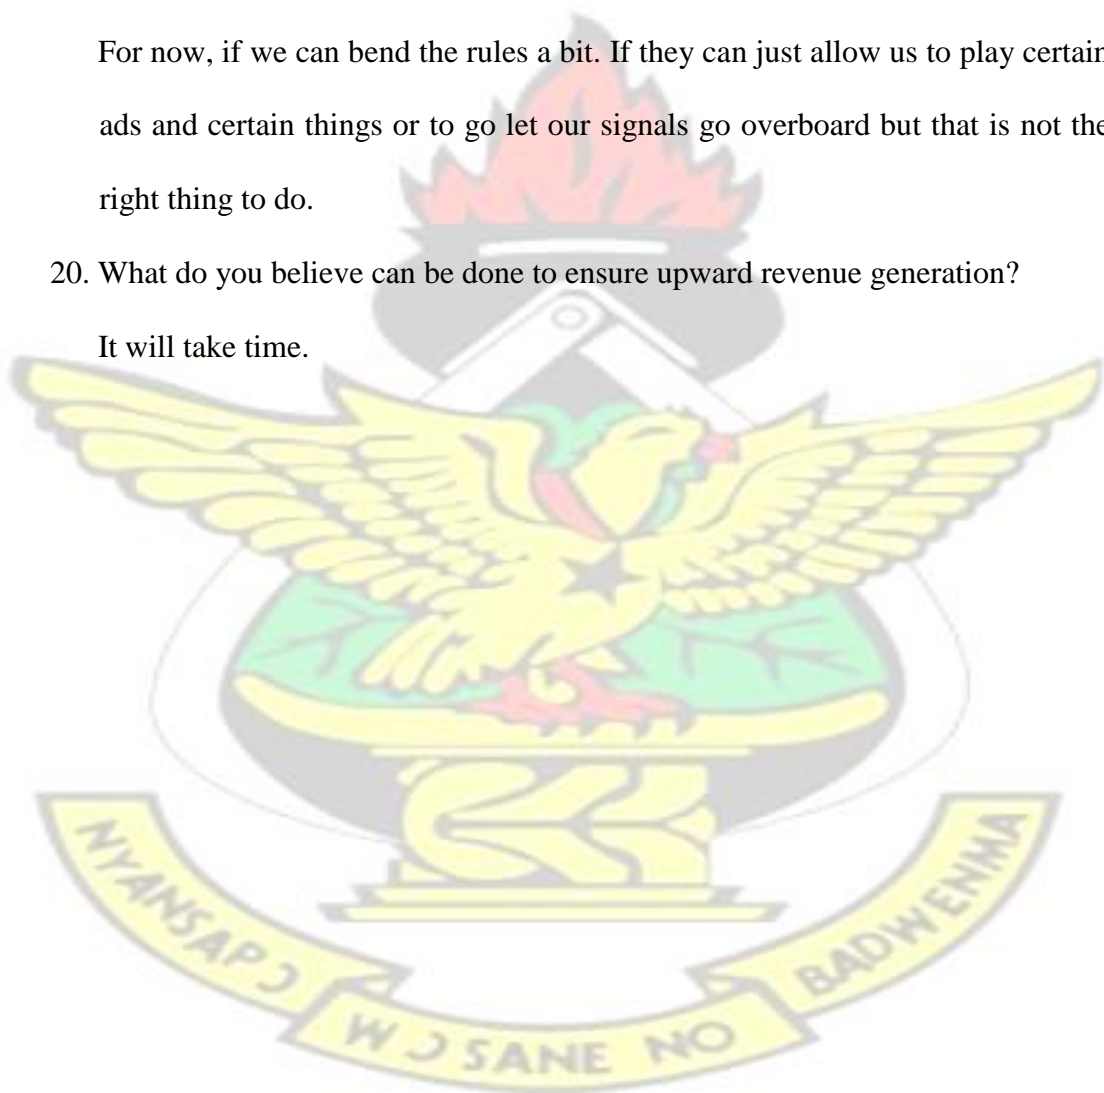 For now, if we can bend the rules a bit. If they can just allow us to play certain
ads and certain things or to go let our signals go overboard but that is not the
right thing to do.
20. What do you believe can be done to ensure upward revenue generation?
It will take time.
NYANSAPƆ
WƆ SANE NO
BADWENMA